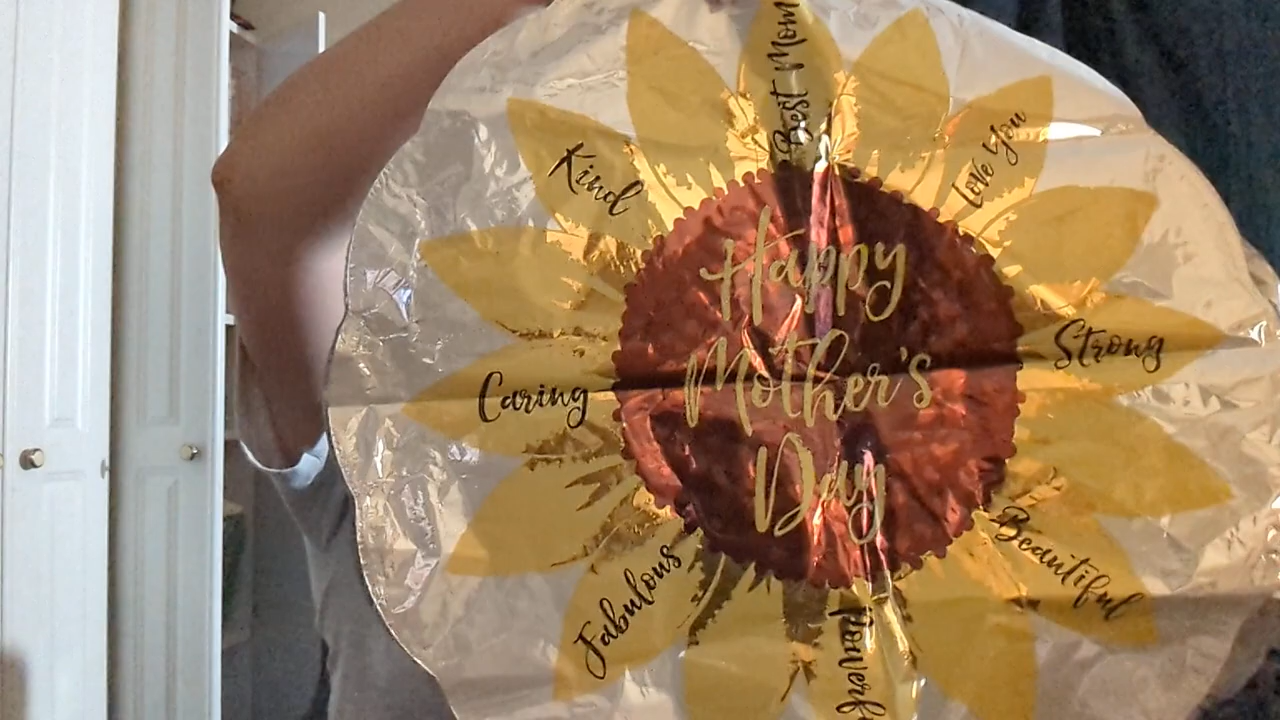 Best Mom
Kind
Love You
Happy
Mother's
Day
Strong
Caring
Beautiful
Fabulous